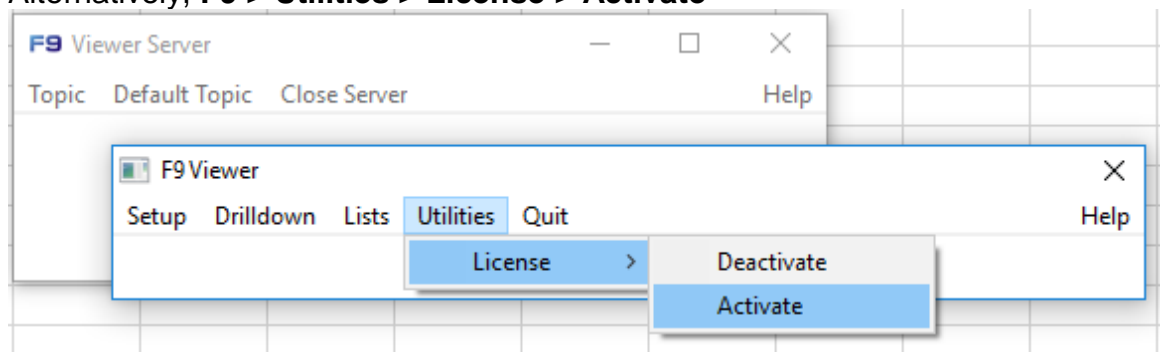 Alternatively, F9 > Utilities > License > Activate
F9 Viewer Server
Topic Default Topic Close Server Help
F9 Viewer
Setup Drilldown Lists Utilities Quit Help
License > Deactivate
Activate